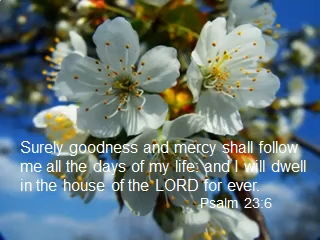 Surely goodness and mercy shall follow
me all the days of my life: and I will dwell
in the house of the LORD for ever.
Psalm 23:6